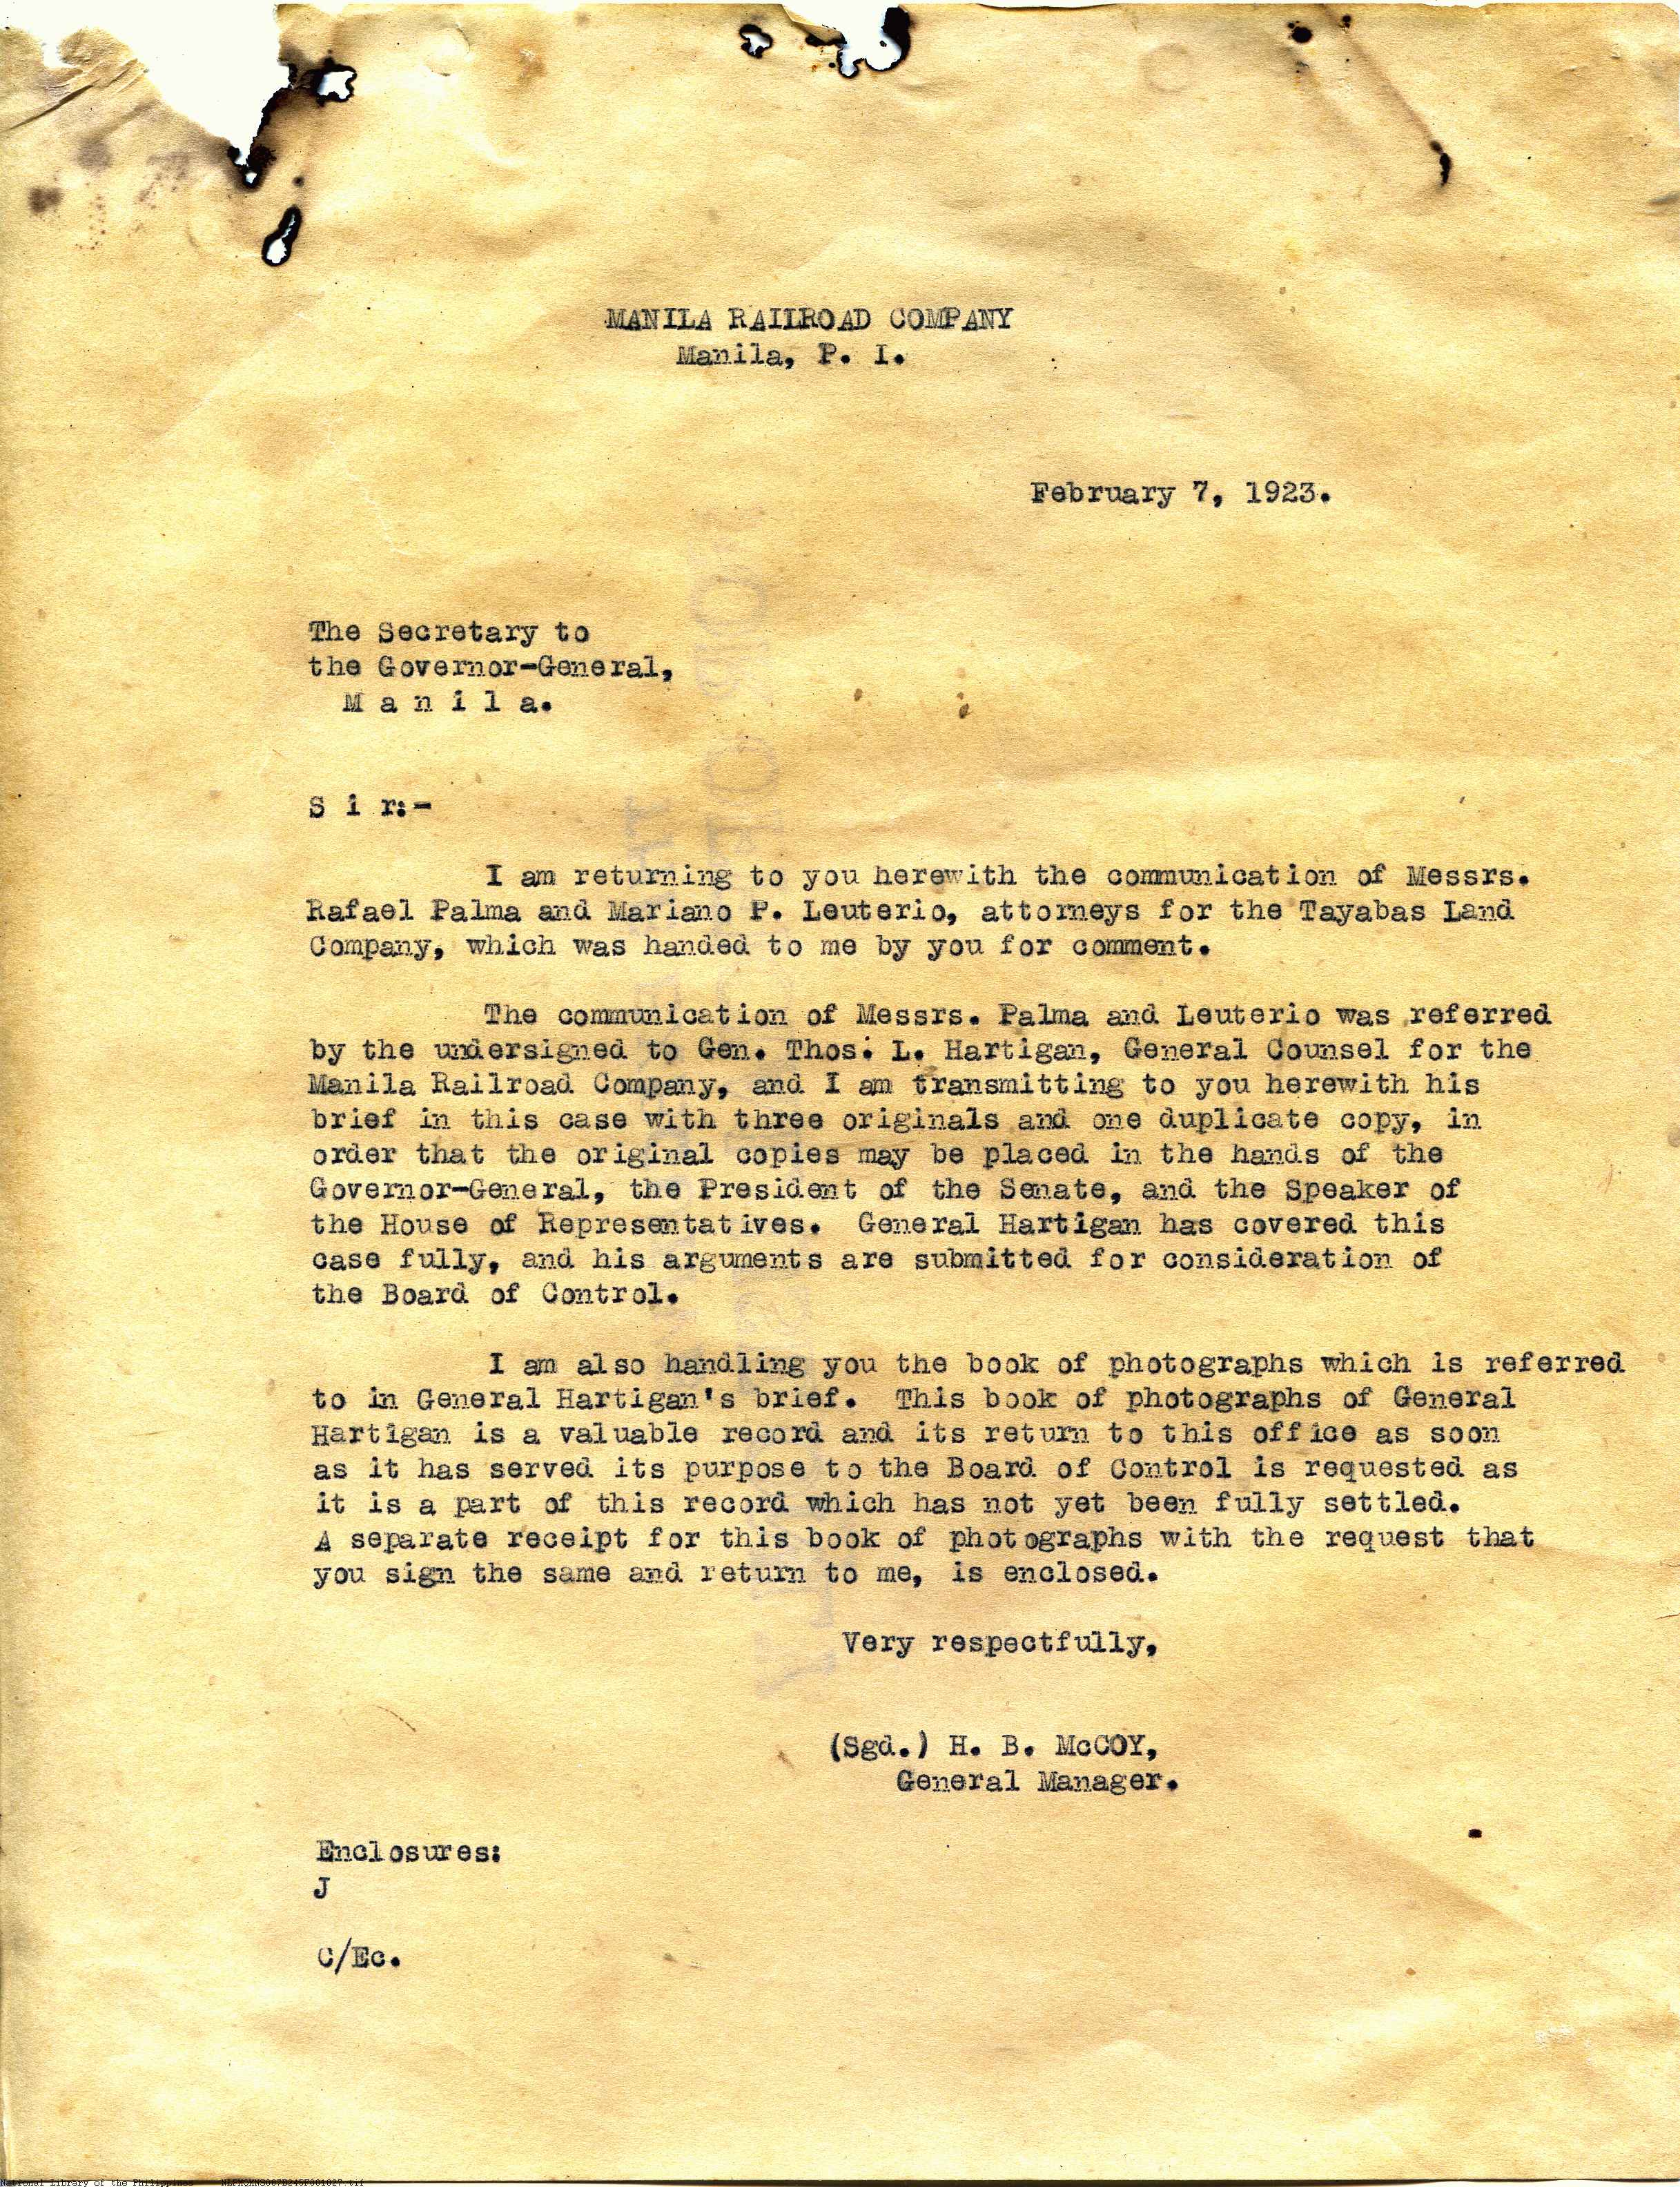 MANILA RAILROAD COMPANY
Manila, P. I.
February 7, 1923.
The Secretary to
the Governor-General,
M a n i l a.
S i r:-
I am returning to you herewith the communication of Messrs.
Rafael Palma and Mariano P. Leuterio, attorneys for the Tayabas Land
Company, which was handed to me by you for comment.
The communication of Messrs. Palma and Leuterio was referred
by the undersigned to Gen. Thos. L. Hartigan, General Counsel for the
Manila Railroad Company, and I am transmitting to you herewith his
brief in this case with three originals and one duplicate copy, in
order that the original copies may be placed in the hands of the
Governor-General, the President of the Senate, and the Speaker of
the House of Representatives. General Hartigan has covered this
case fully, and his arguments are submitted for consideration of
the Board of Control.
I am also handling you the book of photographs which is referred
to in General Hartigan's brief. This book of photographs of General
Hartigan is a valuable record and its return to this office as soon
as it has served its purpose to the Board of Control is requested as
it is a part of this record which has not yet been fully settled.
A separate receipt for this book of photographs with the request that
you sign the same and return to me, is enclosed.
Very respectfully,
(Sgd.) H. B. McCOY,
General Manager.
Enclosures:
J
C/Ec.
National Library of the Philippines